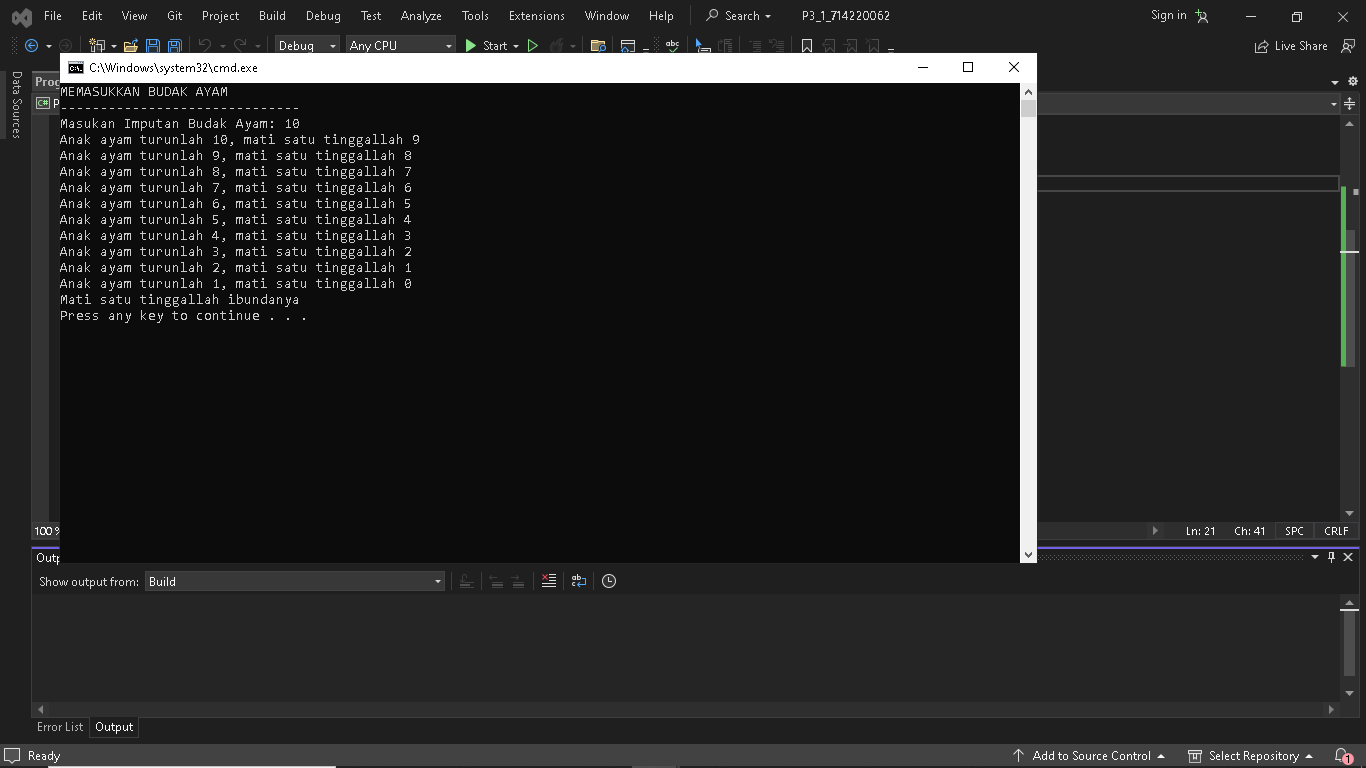 File Edit View Git Project Build Debug Test Analyze Tools Extensions Window Help Search P3_1_714220062 Sign in
Debug Any CPU Start Live Share
C:\Windows\system32\cmd.exe
Data Sources
MEMASUKKAN BUDAK AYAM
------------------------------
Masukan Imputan Budak Ayam: 10
Anak ayam turunlah 10, mati satu tinggallah 9
Anak ayam turunlah 9, mati satu tinggallah 8
Anak ayam turunlah 8, mati satu tinggallah 7
Anak ayam turunlah 7, mati satu tinggallah 6
Anak ayam turunlah 6, mati satu tinggallah 5
Anak ayam turunlah 5, mati satu tinggallah 4
Anak ayam turunlah 4, mati satu tinggallah 3
Anak ayam turunlah 3, mati satu tinggallah 2
Anak ayam turunlah 2, mati satu tinggallah 1
Anak ayam turunlah 1, mati satu tinggallah 0
Mati satu tinggallah ibundanya
Press any key to continue . . .
100 % Ln: 21 Ch: 41 SPC CRLF
Show output from: Build
Error List Output
Ready Add to Source Control Select Repository 1